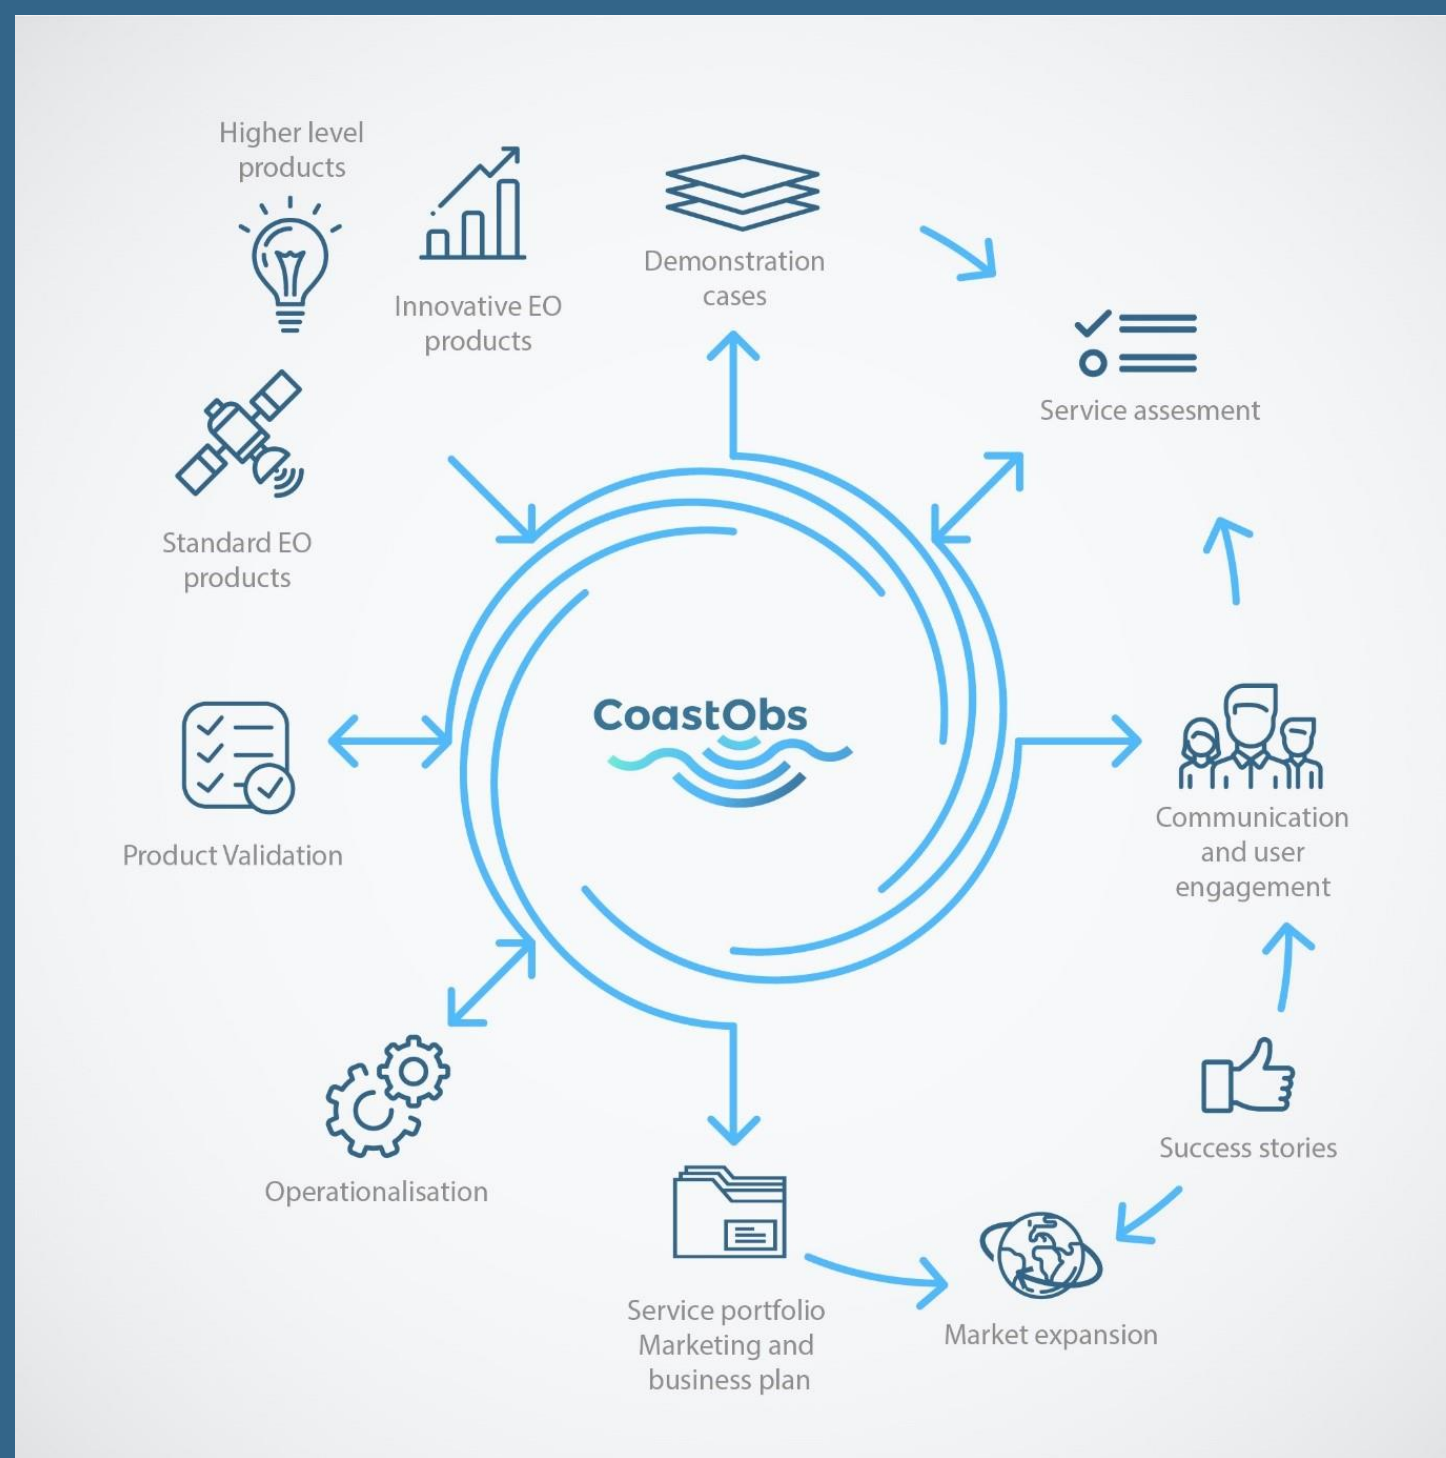 Higher level
products
Innovative EO
products
Demonstration
cases
Service assesment
Standard EO
products
CoastObs
Product Validation
Communication
and user
engagement
Operationalisation
Success stories
Service portfolio
Marketing and
business plan
Market expansion